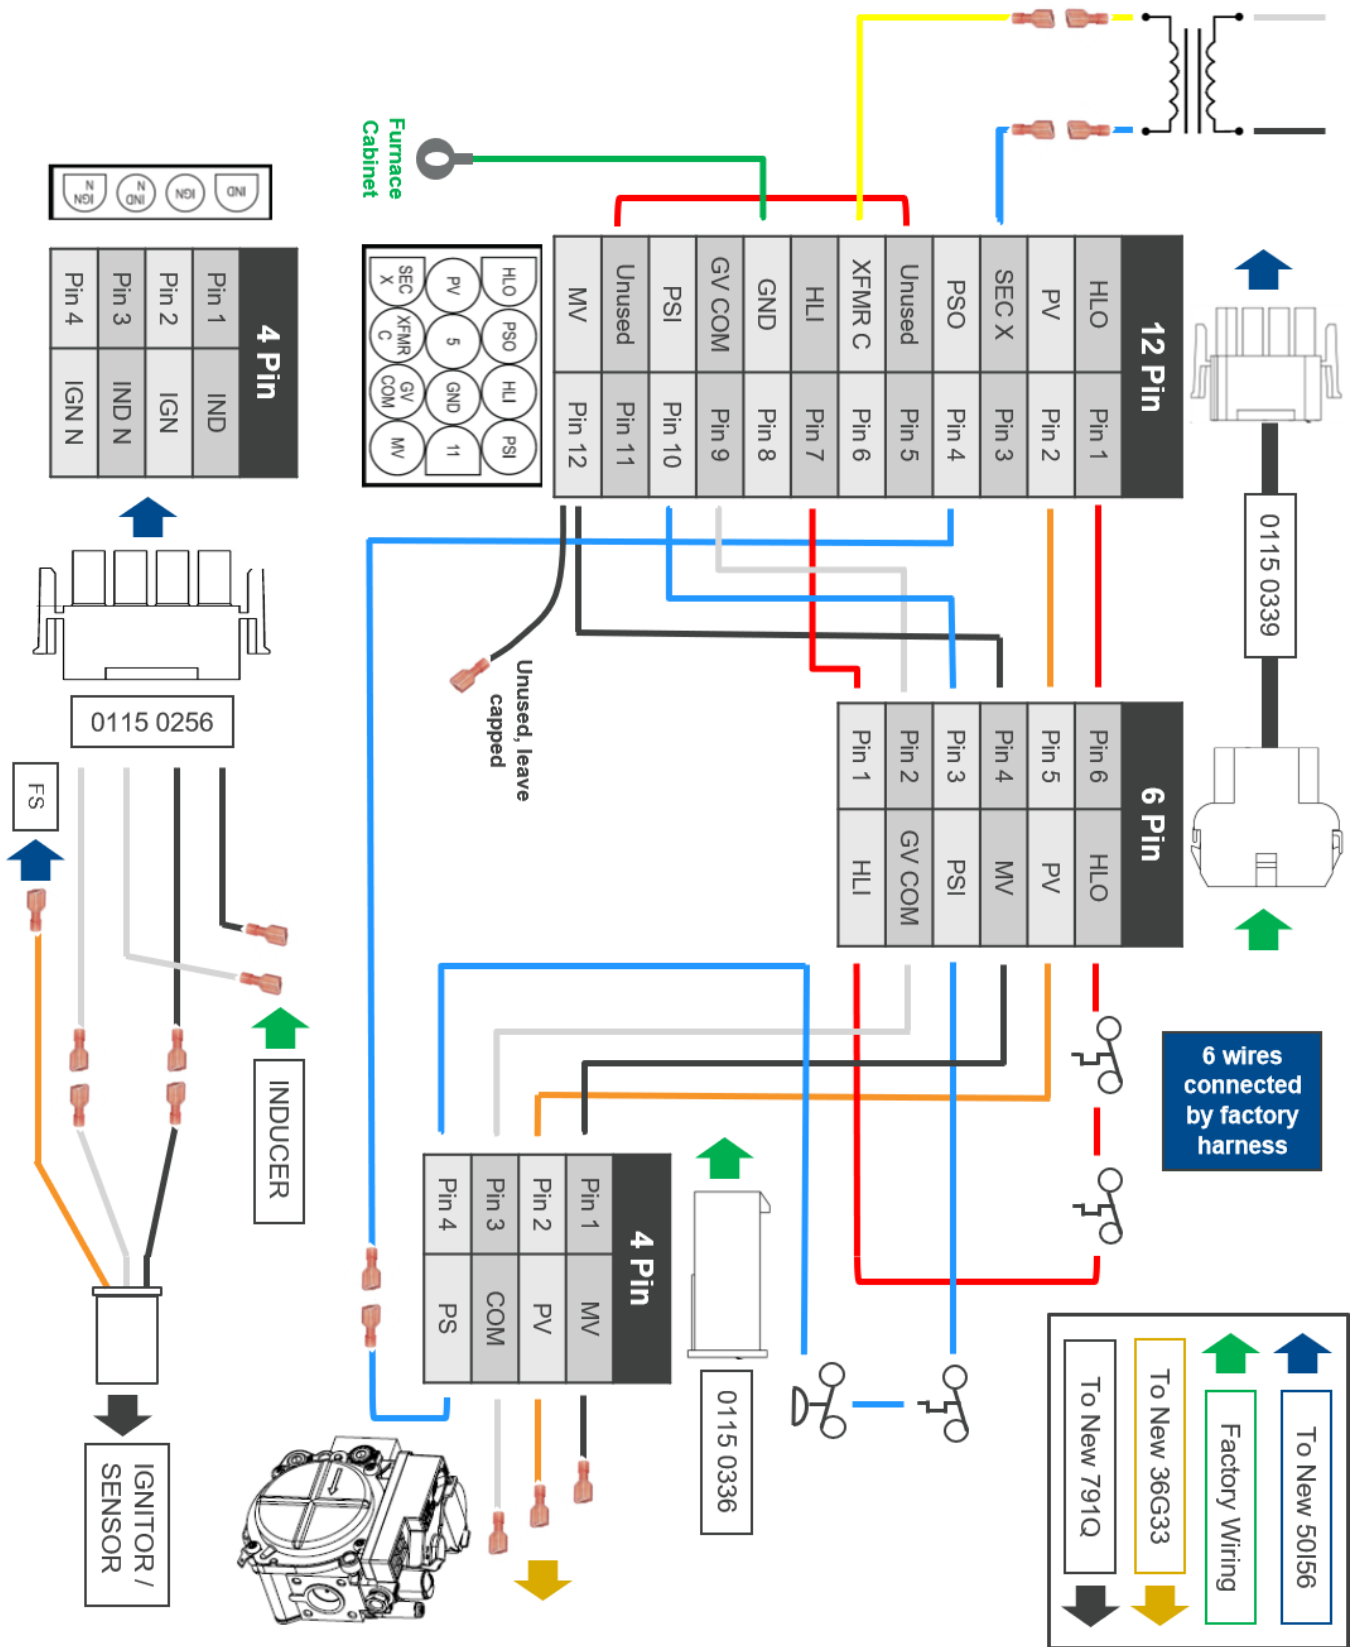 0115 0339
12 Pin
HLO Pin 1
PV Pin 2
SEC X Pin 3
PSO Pin 4
Unused Pin 5
XFMR C Pin 6
HLI Pin 7
GND Pin 8
GV COM Pin 9
PSI Pin 10
Unused Pin 11
MV Pin 12
6 Pin
Pin 6 HLO
Pin 5 PV
Pin 4 MV
Pin 3 PSI
Pin 2 GV COM
Pin 1 HLI
6 wires
connected
by factory
harness
To New 50I56
Factory Wiring
To New 36G33
To New 791Q
0115 0336
4 Pin
Pin 1 MV
Pin 2 PV
Pin 3 COM
Pin 4 PS
Unused, leave
capped
Furnace
Cabinet
HLO PSO HLI PSI
PV 5 GND 11
SEC
X
XFMR
C
GV
COM
MV
4 Pin
Pin 1 IND
Pin 2 IGN
Pin 3 IND N
Pin 4 IGN N
IND
IGN
IND
N
IGN
N
0115 0256
INDUCER
FS
IGNITOR /
SENSOR